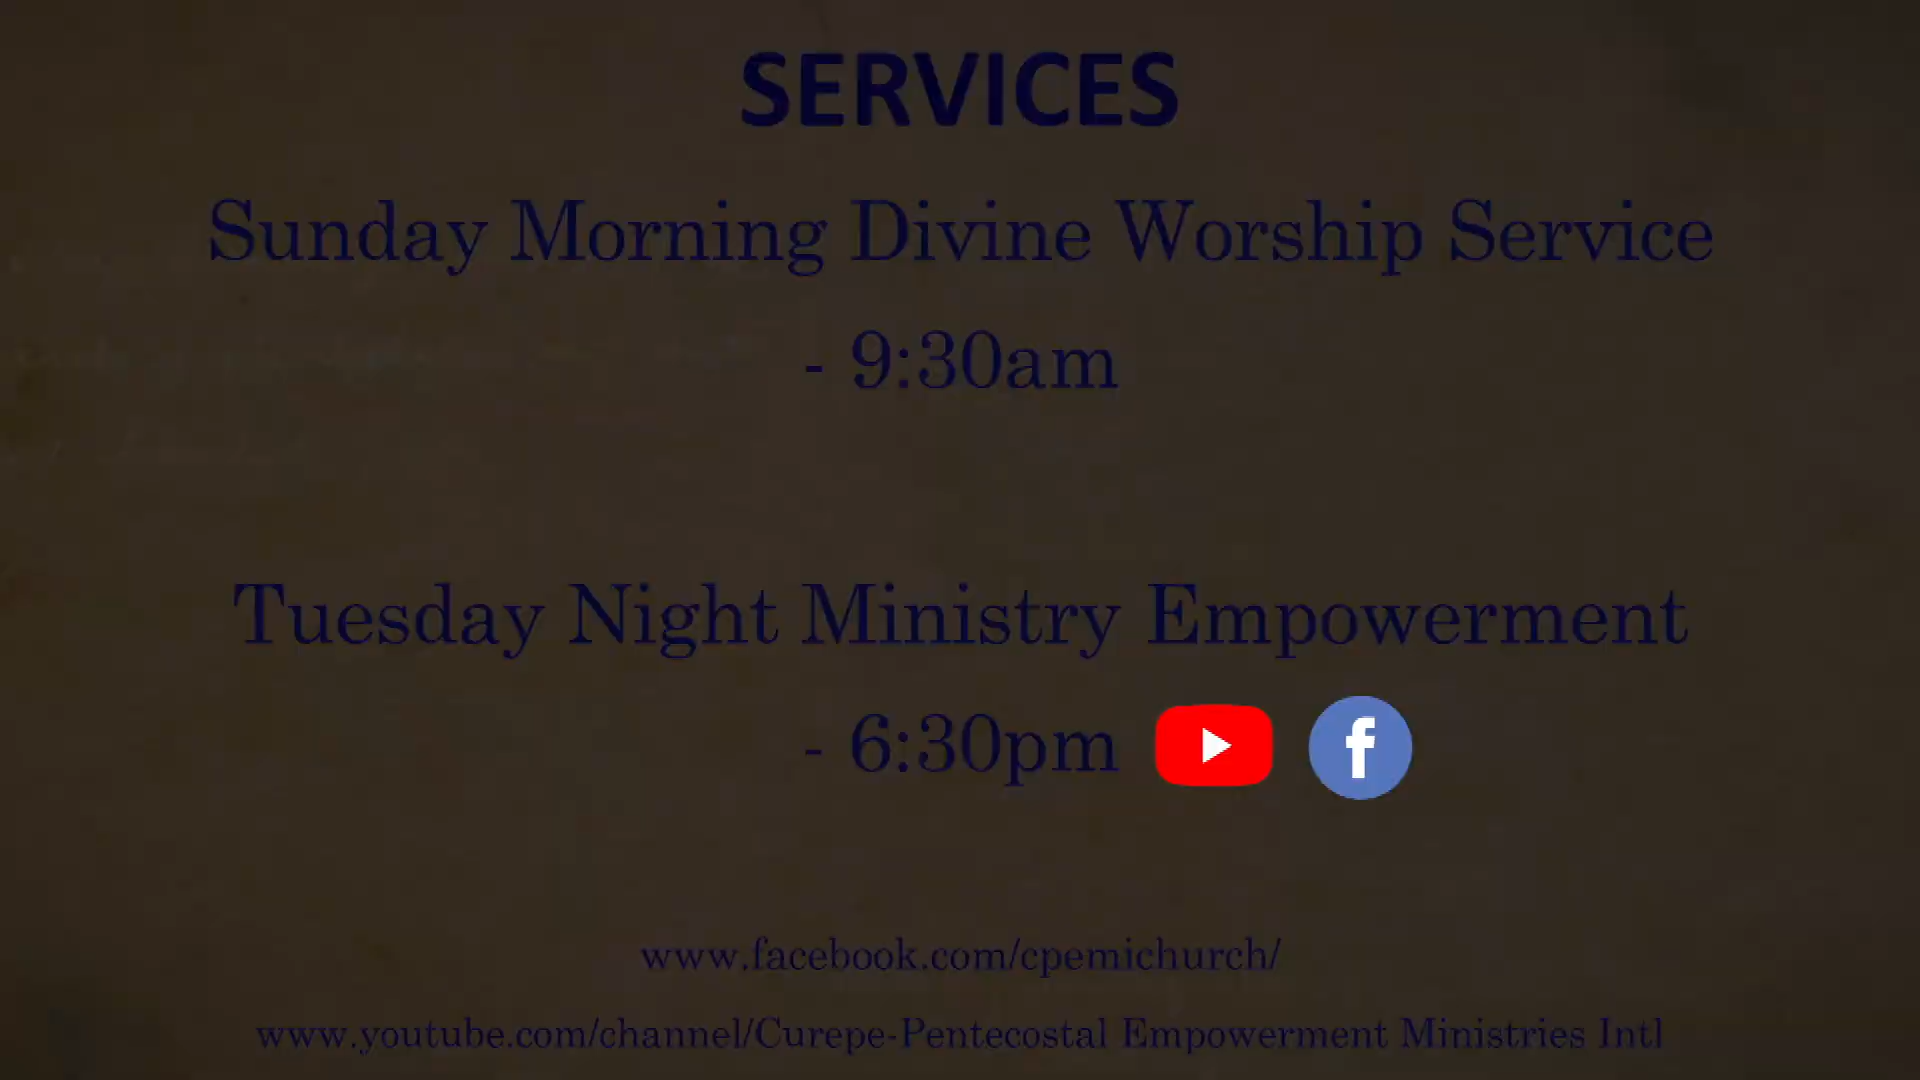 SERVICES
Sunday Morning Divine Worship Service
- 9:30am
Tuesday Night Ministry Empowerment
- 6:30pm
www.facebook.com/cpemichurch/
www.youtube.com/channel/Curepe-Pentecostal Empowerment Ministries Intl